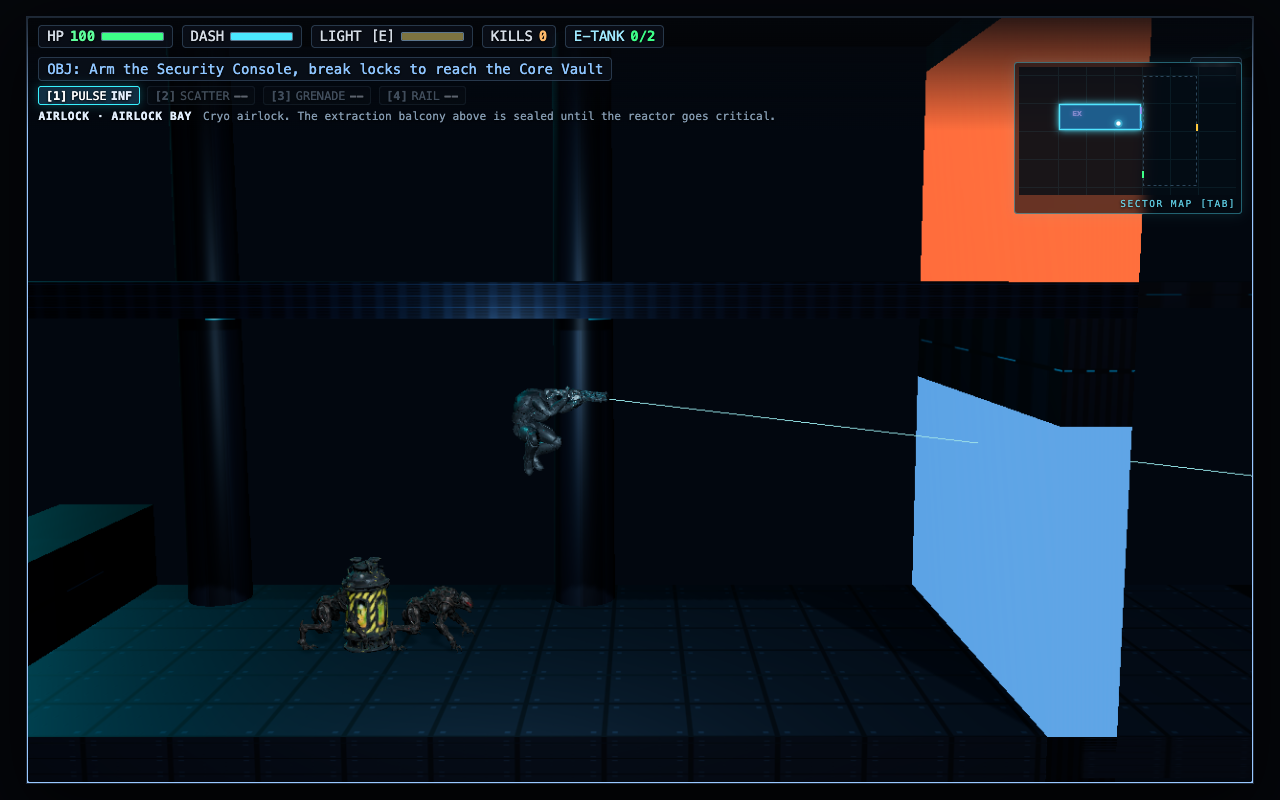 HP 100 DASH LIGHT [E] KILLS 0 E-TANK 0/2
OBJ: Arm the Security Console, break locks to reach the Core Vault
[1] PULSE INF [2] SCATTER —— [3] GRENADE —— [4] RAIL ——
AIRLOCK · AIRLOCK BAY Cryo airlock. The extraction balcony above is sealed until the reactor goes critical.
EX
SECTOR MAP [TAB]